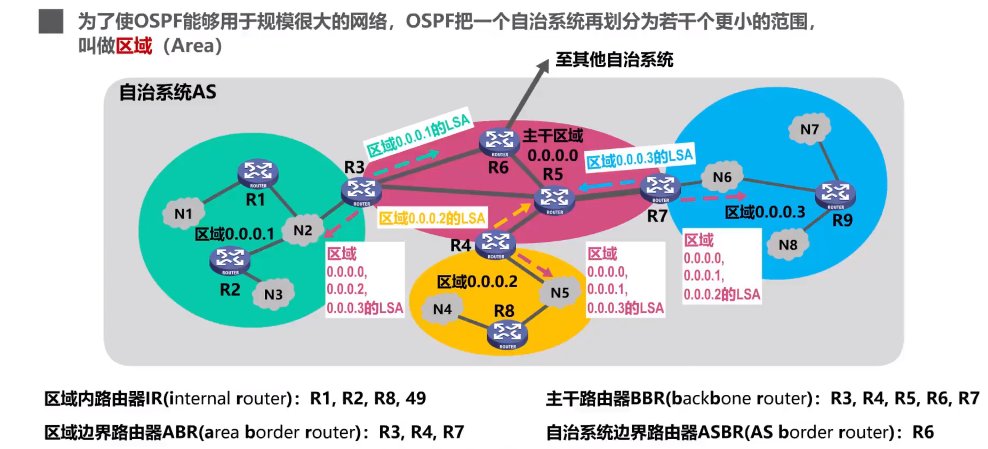 为了使OSPF能够用于规模很大的网络，OSPF把一个自治系统再划分为若干个更小的范围，
叫做区域（Area）
至其他自治系统
自治系统AS
区域0.0.0.1的LSA
主干区域
0.0.0.0
区域0.0.0.3的LSA
N7
R3
ROUTER
ROUTER
R6
R5
N6
R1
ROUTER
ROUTER
ROUTER
ROUTER
ROUTER
N1
区域0.0.0.2的LSA
R7
区域0.0.0.3
R9
区域0.0.0.1
N2
R4
ROUTER
N8
ROUTER
R2
N3
区域
0.0.0.0,
0.0.0.2,
0.0.0.3的LSA
区域0.0.0.2
N5
N4
R8
ROUTER
区域
0.0.0.0,
0.0.0.1,
0.0.0.3的LSA
区域
0.0.0.0,
0.0.0.1,
0.0.0.2的LSA
区域内路由器IR(internal router)：R1, R2, R8, 49
主干路由器BBR(backbone router)：R3, R4, R5, R6, R7
区域边界路由器ABR(area border router)：R3, R4, R7
自治系统边界路由器ASBR(AS border router)：R6